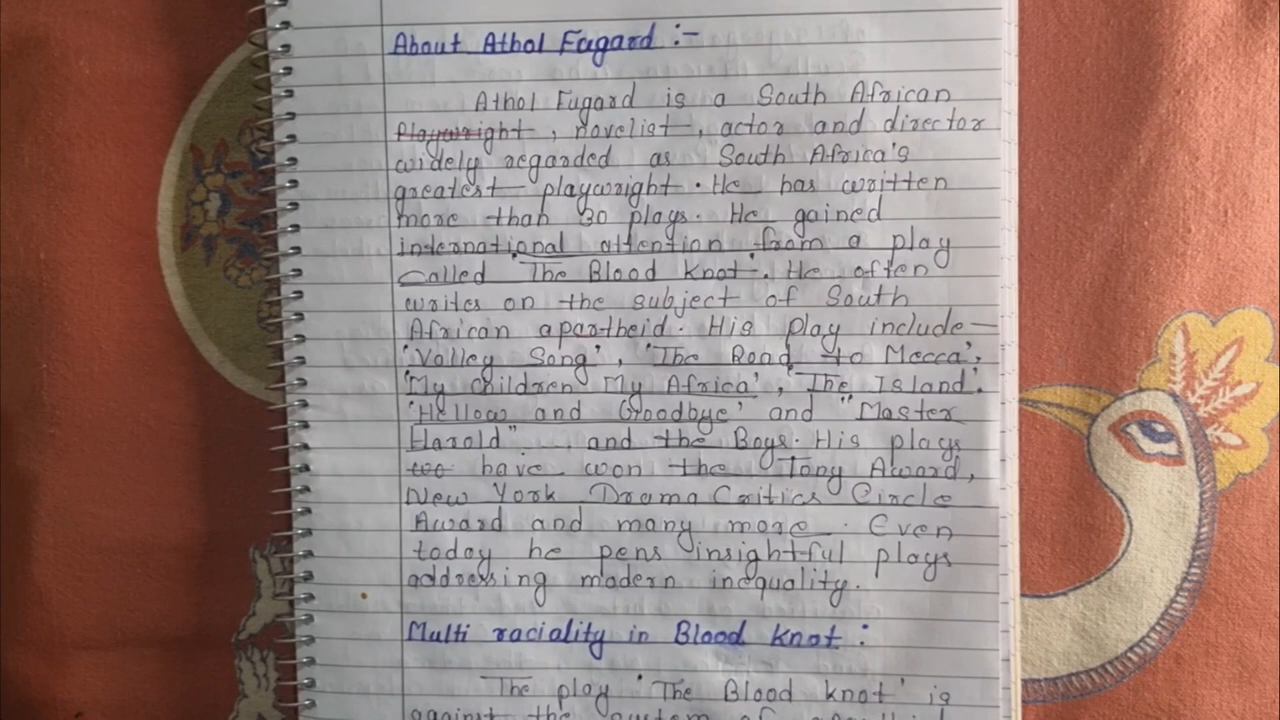 About Athol Fugard :-
Athol Fugard is a South African
Playwright, novelist, actor and director
widely regarded as South Africa's
greatest playwright. He has written
more than 30 plays. He gained
international attention from a play
called 'The Blood Knot'. He often
writes on the subject of South
African apartheid. His play include—
'Valley Song', 'The Road to Mecca',
'My Children My Africa', 'The Island'.
'Hellow and Goodbye' and "Master
Harold" ... and the Boys. His plays
too have won the Tony Award,
New York Drama Critics Circle
Award and many more. Even
today he pens insightful plays
addressing modern inequality.
Multi raciality in Blood Knot :
The play 'The Blood Knot' is
against the system of